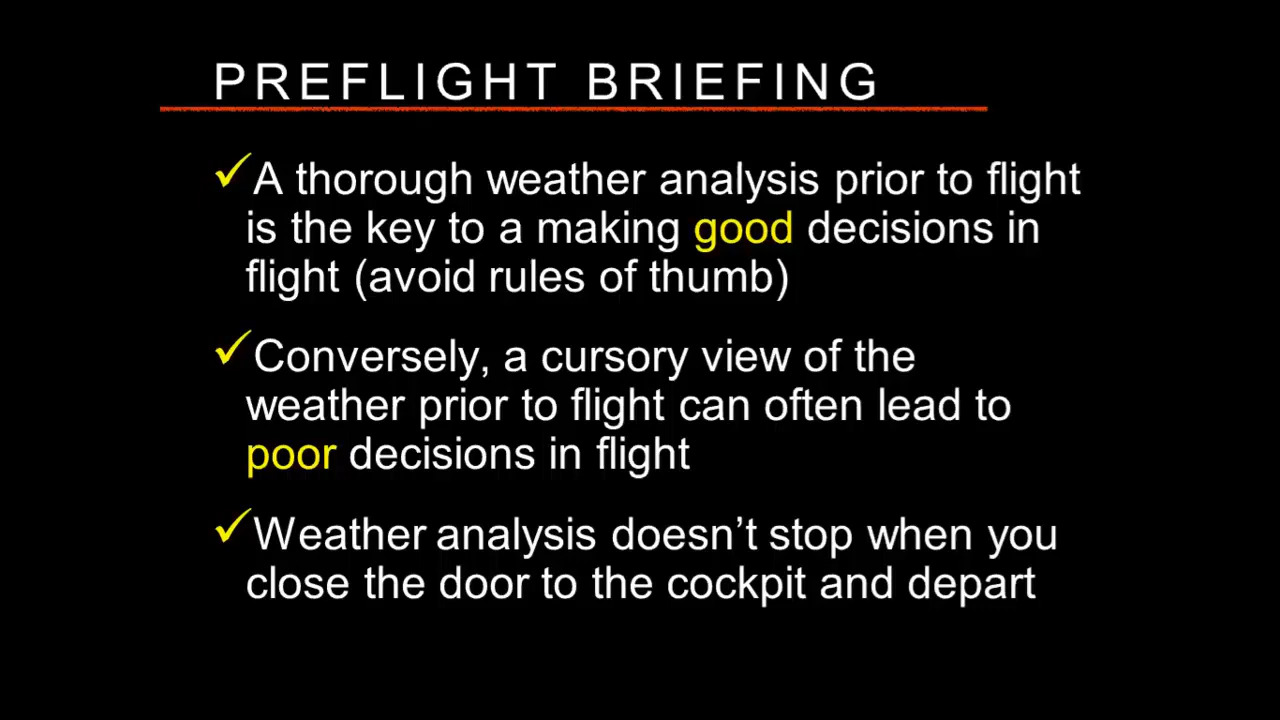 PREFLIGHT BRIEFING
✓A thorough weather analysis prior to flight
is the key to a making good decisions in
flight (avoid rules of thumb)
✓Conversely, a cursory view of the
weather prior to flight can often lead to
poor decisions in flight
✓Weather analysis doesn’t stop when you
close the door to the cockpit and depart